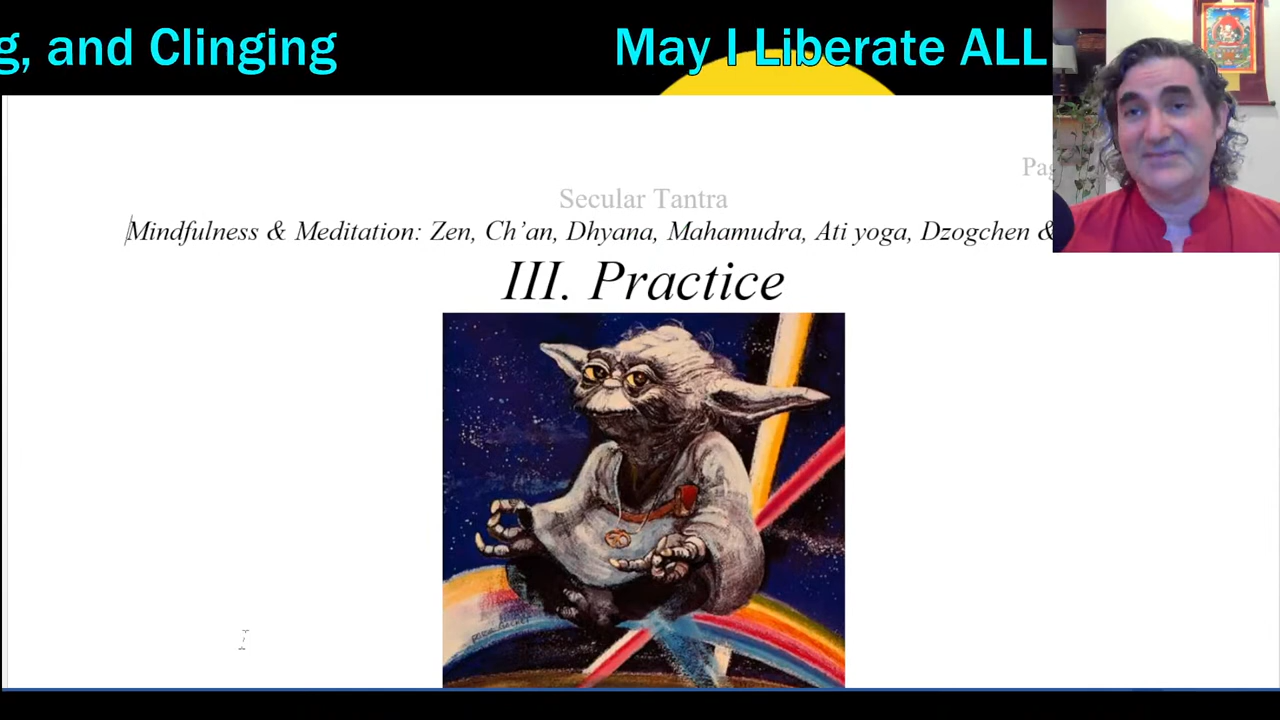 g, and Clinging May I Liberate ALL
Pag
Secular Tantra
Mindfulness & Meditation: Zen, Ch’an, Dhyana, Mahamudra, Ati yoga, Dzogchen &
III. Practice